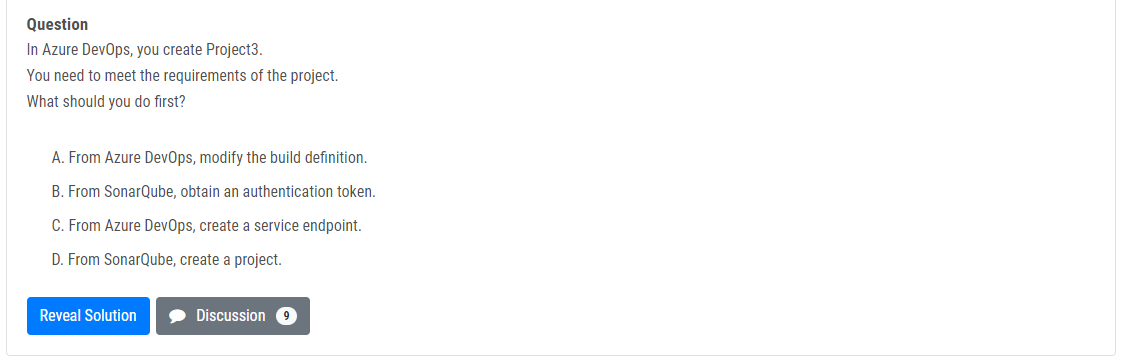 Question
In Azure DevOps, you create Project3.
You need to meet the requirements of the project.
What should you do first?
A. From Azure DevOps, modify the build definition.
B. From SonarQube, obtain an authentication token.
C. From Azure DevOps, create a service endpoint.
D. From SonarQube, create a project.
Reveal Solution Discussion 9